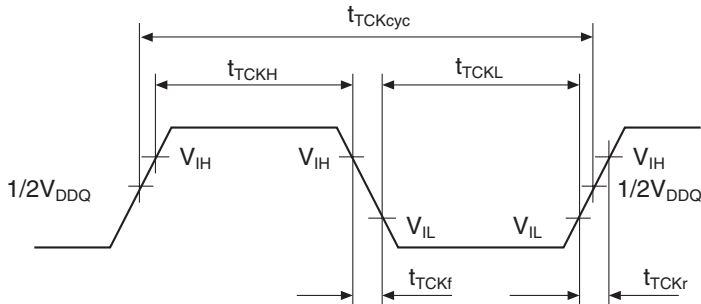 tTCKcyc
tTCKH
tTCKL
VIH
VIH
VIH
1/2VDDQ
1/2VDDQ
VIL
VIL
tTCKf
tTCKr